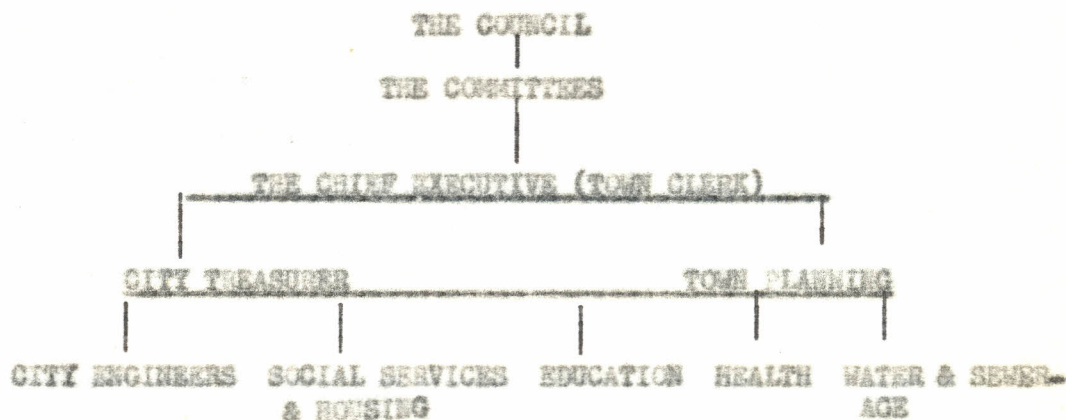 THE COUNCIL
THE COMMITTEES
THE CHIEF EXECUTIVE (TOWN CLERK)
CITY TREASURER TOWN PLANNING
CITY ENGINEERS SOCIAL SERVICES EDUCATION HEALTH WATER & SEWER-
& HOUSING AGE